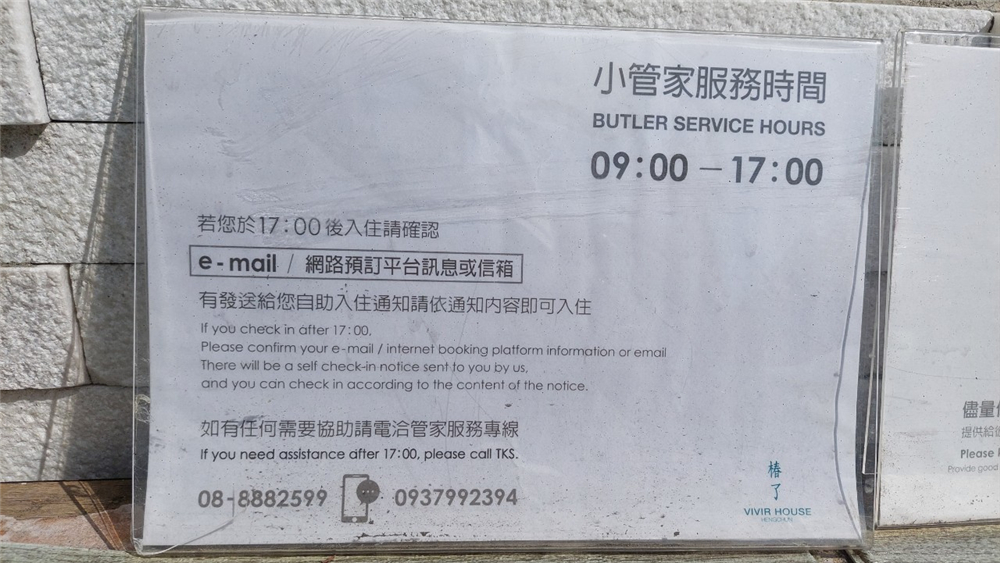 小管家服務時間
BUTLER SERVICE HOURS
09:00 — 17:00
若您於17:00後入住請確認
e-mail / 網路預訂平台訊息或信箱
有發送給您自助入住通知請依通知內容即可入住
If you check in after 17:00,
Please confirm your e-mail / internet booking platform information or email
There will be a self check-in notice sent to you by us,
and you can check in according to the content of the notice.
如有任何需要協助請電洽管家服務專線
If you need assistance after 17:00, please call TKS.
08-8882599 0937992394
椿了
VIVIR HOUSE
HENGCHUN
儘量
提供給
Please
Provide good